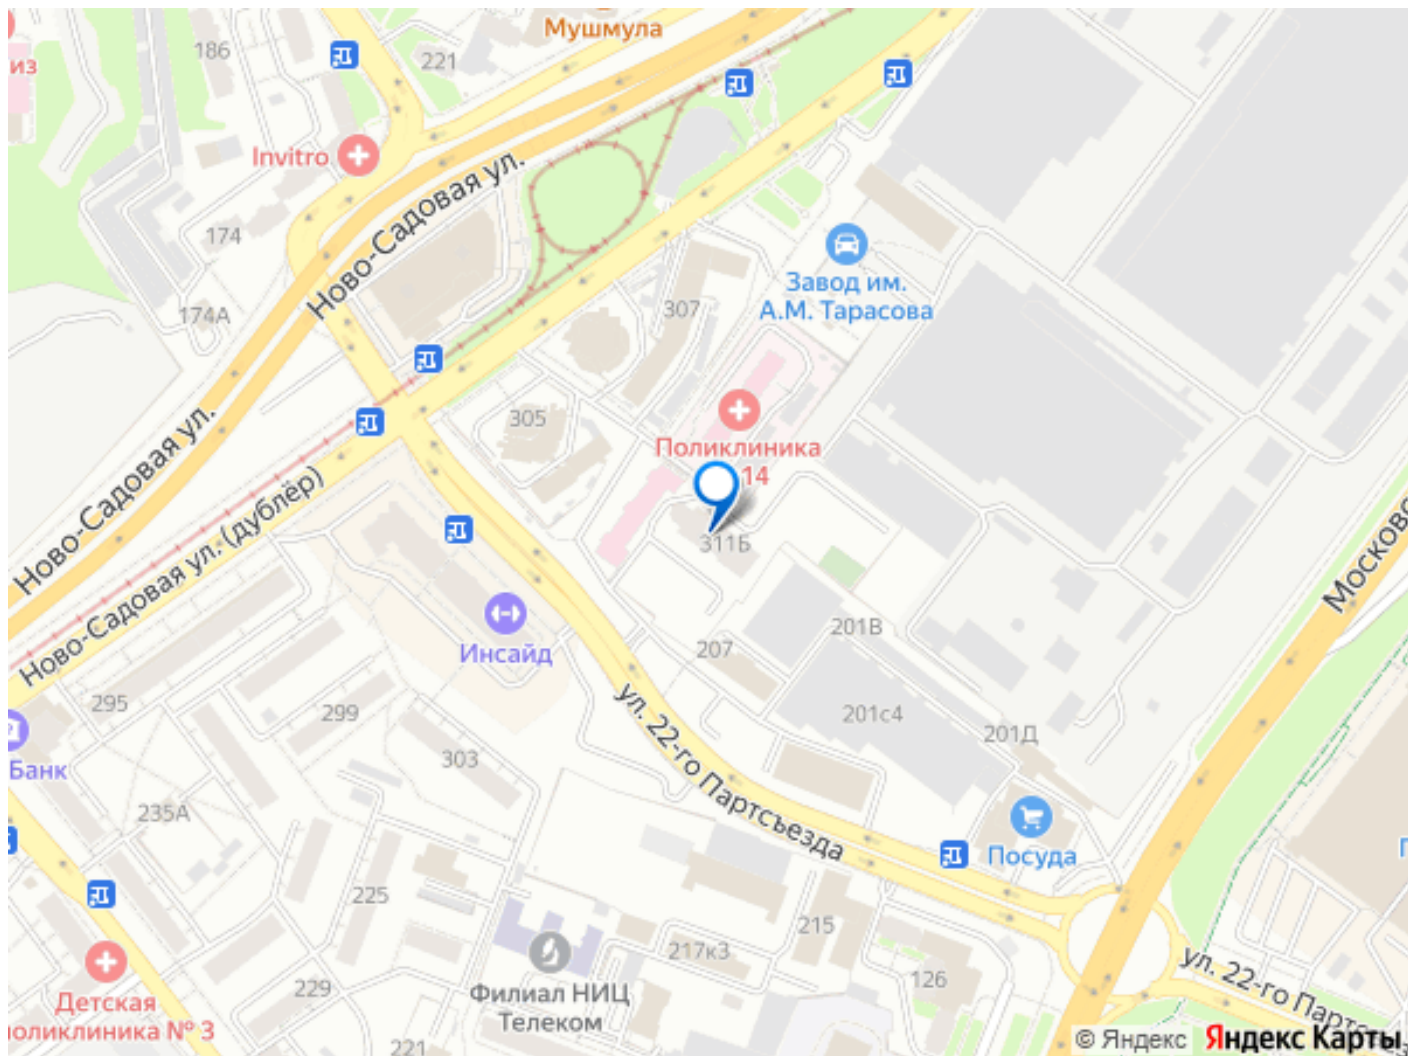 Мушмула
186
221
из
Invitro
Ново-Садовая ул.
174
174А
307
Завод им.
А.М. Тарасова
305
Поликлиника
14
Ново-Садовая ул.
Ново-Садовая ул. (дублёр)
311Б
Московс
Инсайд
207
201В
295
299
201с4
201Д
303
Банк
ул. 22-го Партсъезда
235А
Посуда
225
215
217к3
126
ул. 22-го Партсъезд
229
Филиал НИЦ
Телеком
Детская
поликлиника № 3
221
© Яндекс Яндекс Карты